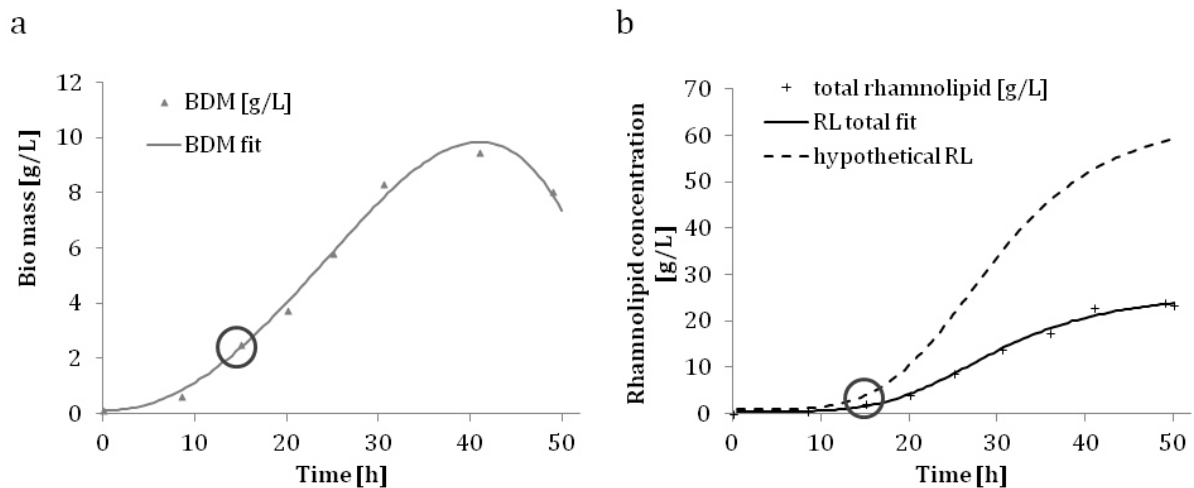 a
12
10
8
6
4
2
0
Bio mass [g/L]
BDM [g/L]
BDM fit
0 10 20 30 40 50
Time [h]
b
70
60
50
40
30
20
10
0
Rhamnolipid concentration
[g/L]
total rhamnolipid [g/L]
RL total fit
hypothetical RL
0 10 20 30 40 50
Time [h]